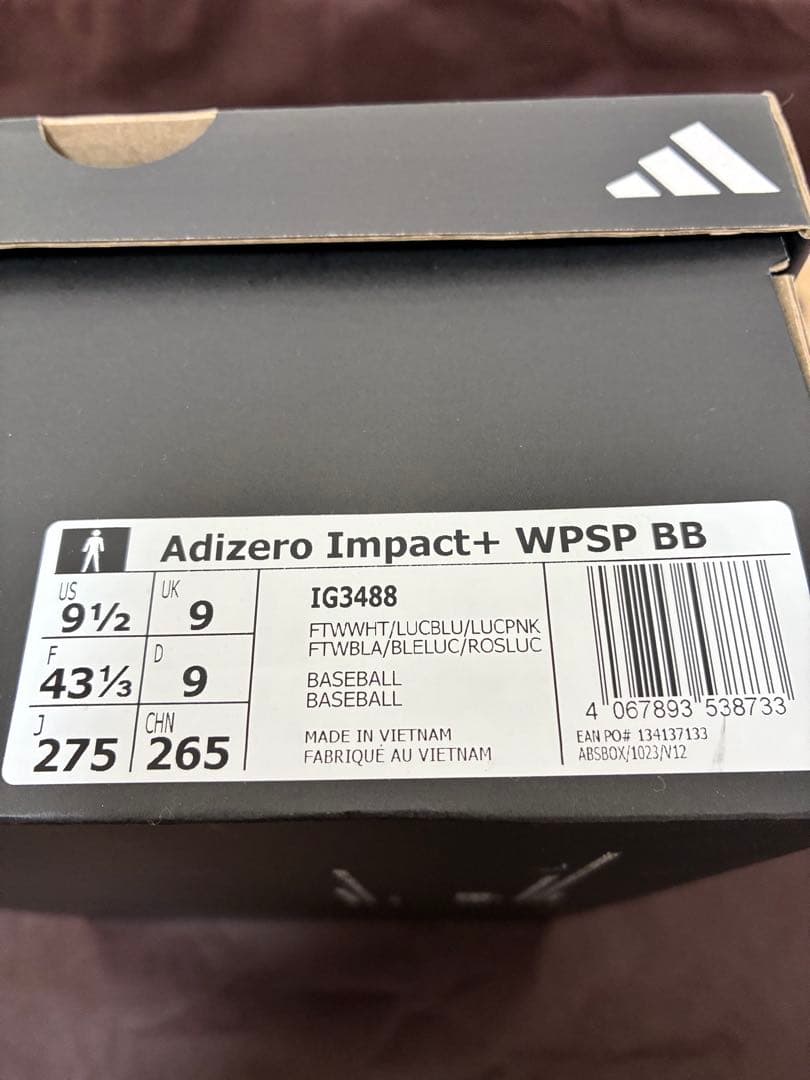 Adizero Impact+ WPSP BB
US 9½
UK 9
F 43⅓
D 9
J 275
CHN 265
IG3488
FTWWHT/LUCBLU/LUCPNK
FTWBLA/BLELUC/ROSLUC
BASEBALL
BASEBALL
MADE IN VIETNAM
FABRIQUÉ AU VIETNAM
4 067893 538733
EAN PO# 134137133
ABSBOX/1023/V12